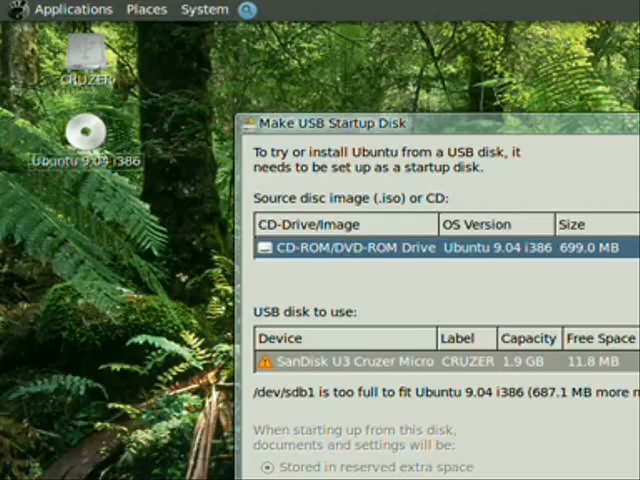 Applications Places System
CRUZER
Ubuntu 9.04 i386
Make USB Startup Disk
To try or install Ubuntu from a USB disk, it
needs to be set up as a startup disk.
Source disc image (.iso) or CD:
CD-Drive/Image OS Version Size
CD-ROM/DVD-ROM Drive Ubuntu 9.04 i386 699.0 MB
USB disk to use:
Device Label Capacity Free Space
SanDisk U3 Cruzer Micro CRUZER 1.9 GB 11.8 MB
/dev/sdb1 is too full to fit Ubuntu 9.04 i386 (687.1 MB more
When starting up from this disk,
documents and settings will be:
Stored in reserved extra space